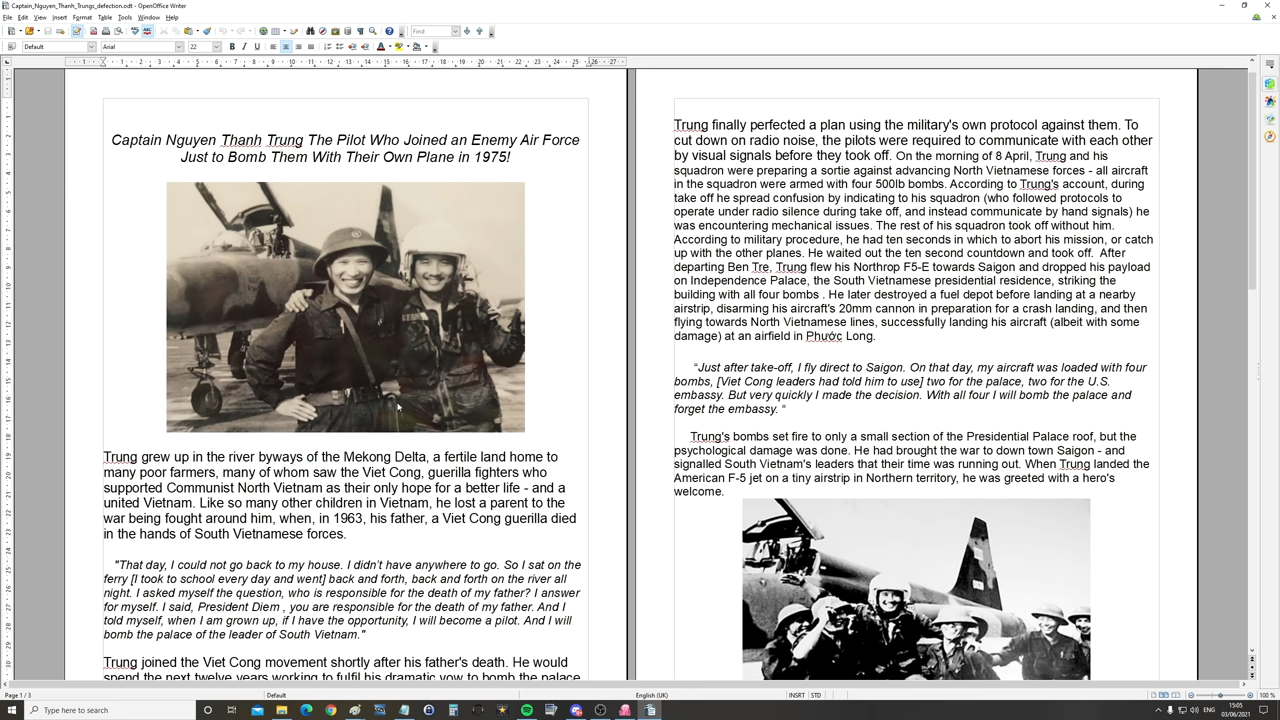 Captain_Nguyen_Thanh_Trungs_defection.odt - OpenOffice Writer
File Edit View Insert Format Table Tools Window Help
Find
Default Arial 22
Captain Nguyen Thanh Trung The Pilot Who Joined an Enemy Air Force
Just to Bomb Them With Their Own Plane in 1975!
Trung grew up in the river byways of the Mekong Delta, a fertile land home to
many poor farmers, many of whom saw the Viet Cong, guerilla fighters who
supported Communist North Vietnam as their only hope for a better life - and a
united Vietnam. Like so many other children in Vietnam, he lost a parent to the
war being fought around him, when, in 1963, his father, a Viet Cong guerilla died
in the hands of South Vietnamese forces.
"That day, I could not go back to my house. I didn't have anywhere to go. So I sat on the
ferry [I took to school every day and went] back and forth, back and forth on the river all
night. I asked myself the question, who is responsible for the death of my father? I answer
for myself. I said, President Diem , you are responsible for the death of my father. And I
told myself, when I am grown up, if I have the opportunity, I will become a pilot. And I will
bomb the palace of the leader of South Vietnam."
Trung joined the Viet Cong movement shortly after his father's death. He would
spend the next twelve years working to fulfil his dramatic vow to bomb the palace
Trung finally perfected a plan using the military's own protocol against them. To
cut down on radio noise, the pilots were required to communicate with each other
by visual signals before they took off. On the morning of 8 April, Trung and his
squadron were preparing a sortie against advancing North Vietnamese forces - all aircraft
in the squadron were armed with four 500lb bombs. According to Trung's account, during
take off he spread confusion by indicating to his squadron (who followed protocols to
operate under radio silence during take off, and instead communicate by hand signals) he
was encountering mechanical issues. The rest of his squadron took off without him.
According to military procedure, he had ten seconds in which to abort his mission, or catch
up with the other planes. He waited out the ten second countdown and took off. After
departing Ben Tre, Trung flew his Northrop F5-E towards Saigon and dropped his payload
on Independence Palace, the South Vietnamese presidential residence, striking the
building with all four bombs . He later destroyed a fuel depot before landing at a nearby
airstrip, disarming his aircraft's 20mm cannon in preparation for a crash landing, and then
flying towards North Vietnamese lines, successfully landing his aircraft (albeit with some
damage) at an airfield in Phước Long.
“Just after take-off, I fly direct to Saigon. On that day, my aircraft was loaded with four
bombs, [Viet Cong leaders had told him to use] two for the palace, two for the U.S.
embassy. But very quickly I made the decision. With all four I will bomb the palace and
forget the embassy. “
Trung's bombs set fire to only a small section of the Presidential Palace roof, but the
psychological damage was done. He had brought the war to down town Saigon - and
signalled South Vietnam's leaders that their time was running out. When Trung landed the
American F-5 jet on a tiny airstrip in Northern territory, he was greeted with a hero's
welcome.
Page 1 / 3 Default English (UK) INSRT STD 100 %
Type here to search ENG 15:05
03/06/2021